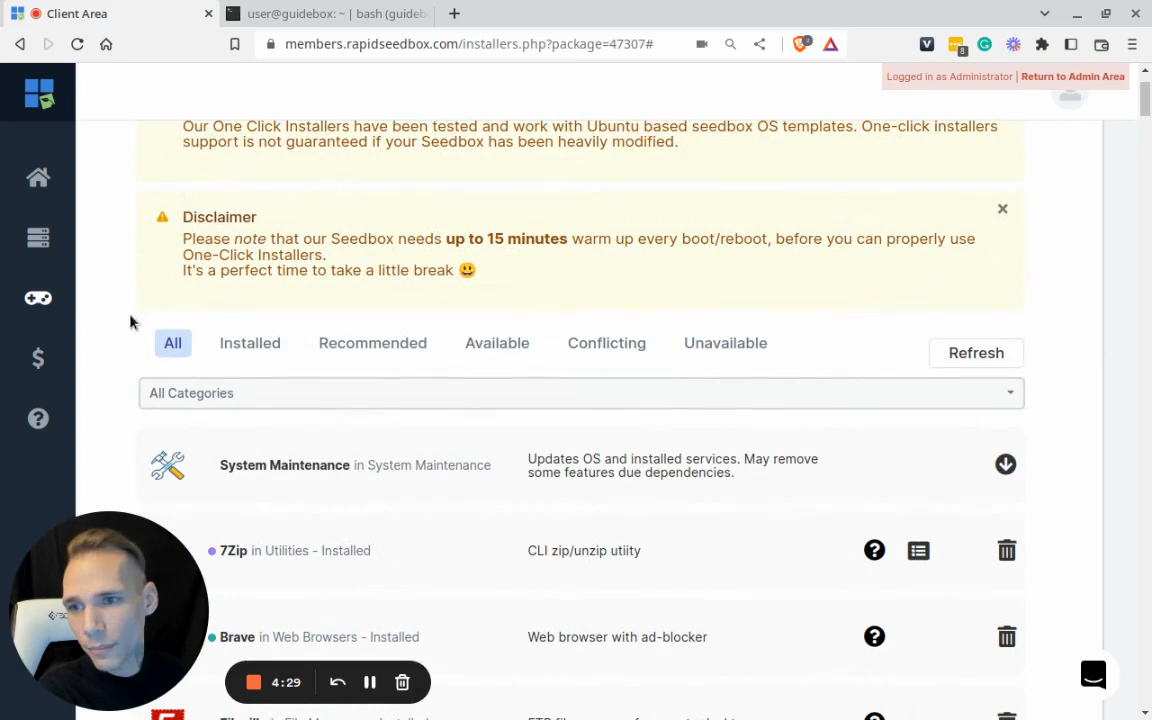 Client Area
user@guidebox: ~ | bash (guideb
members.rapidseedbox.com/installers.php?package=47307#
2
8
Logged in as Administrator | Return to Admin Area
Our One Click Installers have been tested and work with Ubuntu based seedbox OS templates. One-click installers
support is not guaranteed if your Seedbox has been heavily modified.
Disclaimer
Please note that our Seedbox needs up to 15 minutes warm up every boot/reboot, before you can properly use
One-Click Installers.
It's a perfect time to take a little break 😃
All Installed Recommended Available Conflicting Unavailable
Refresh
All Categories
System Maintenance in System Maintenance
Updates OS and installed services. May remove
some features due dependencies.
7Zip in Utilities - Installed
CLI zip/unzip utiity
Brave in Web Browsers - Installed
Web browser with ad-blocker
4:29